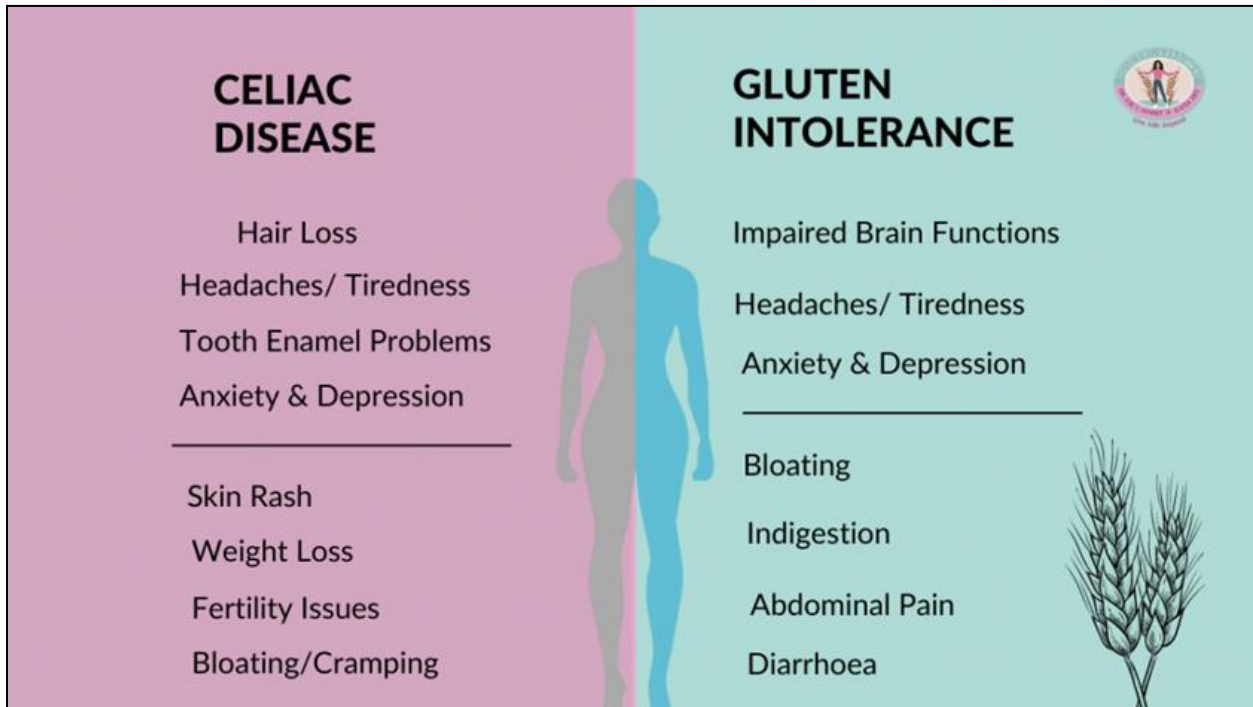 CELIAC
DISEASE
Hair Loss
Headaches/ Tiredness
Tooth Enamel Problems
Anxiety & Depression
Skin Rash
Weight Loss
Fertility Issues
Bloating/Cramping
GLUTEN
INTOLERANCE
Impaired Brain Functions
Headaches/ Tiredness
Anxiety & Depression
Bloating
Indigestion
Abdominal Pain
Diarrhoea